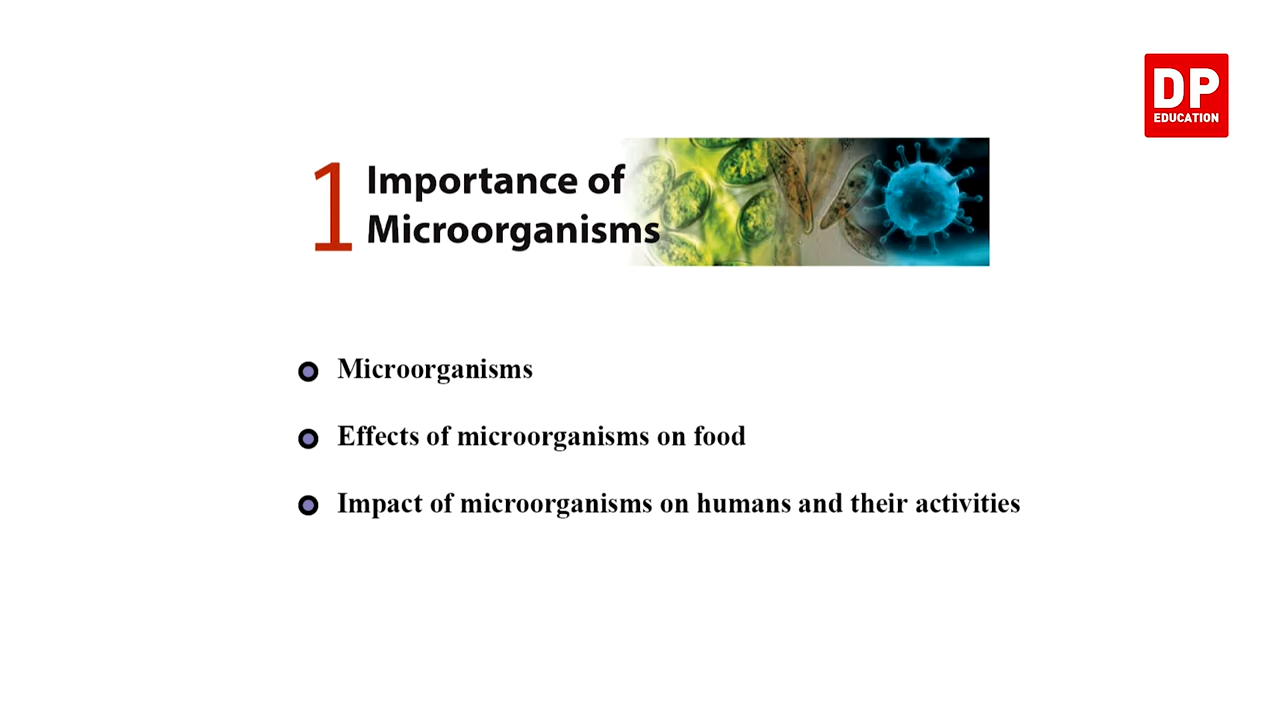 DP
EDUCATION
1
Importance of
Microorganisms
Microorganisms
Effects of microorganisms on food
Impact of microorganisms on humans and their activities